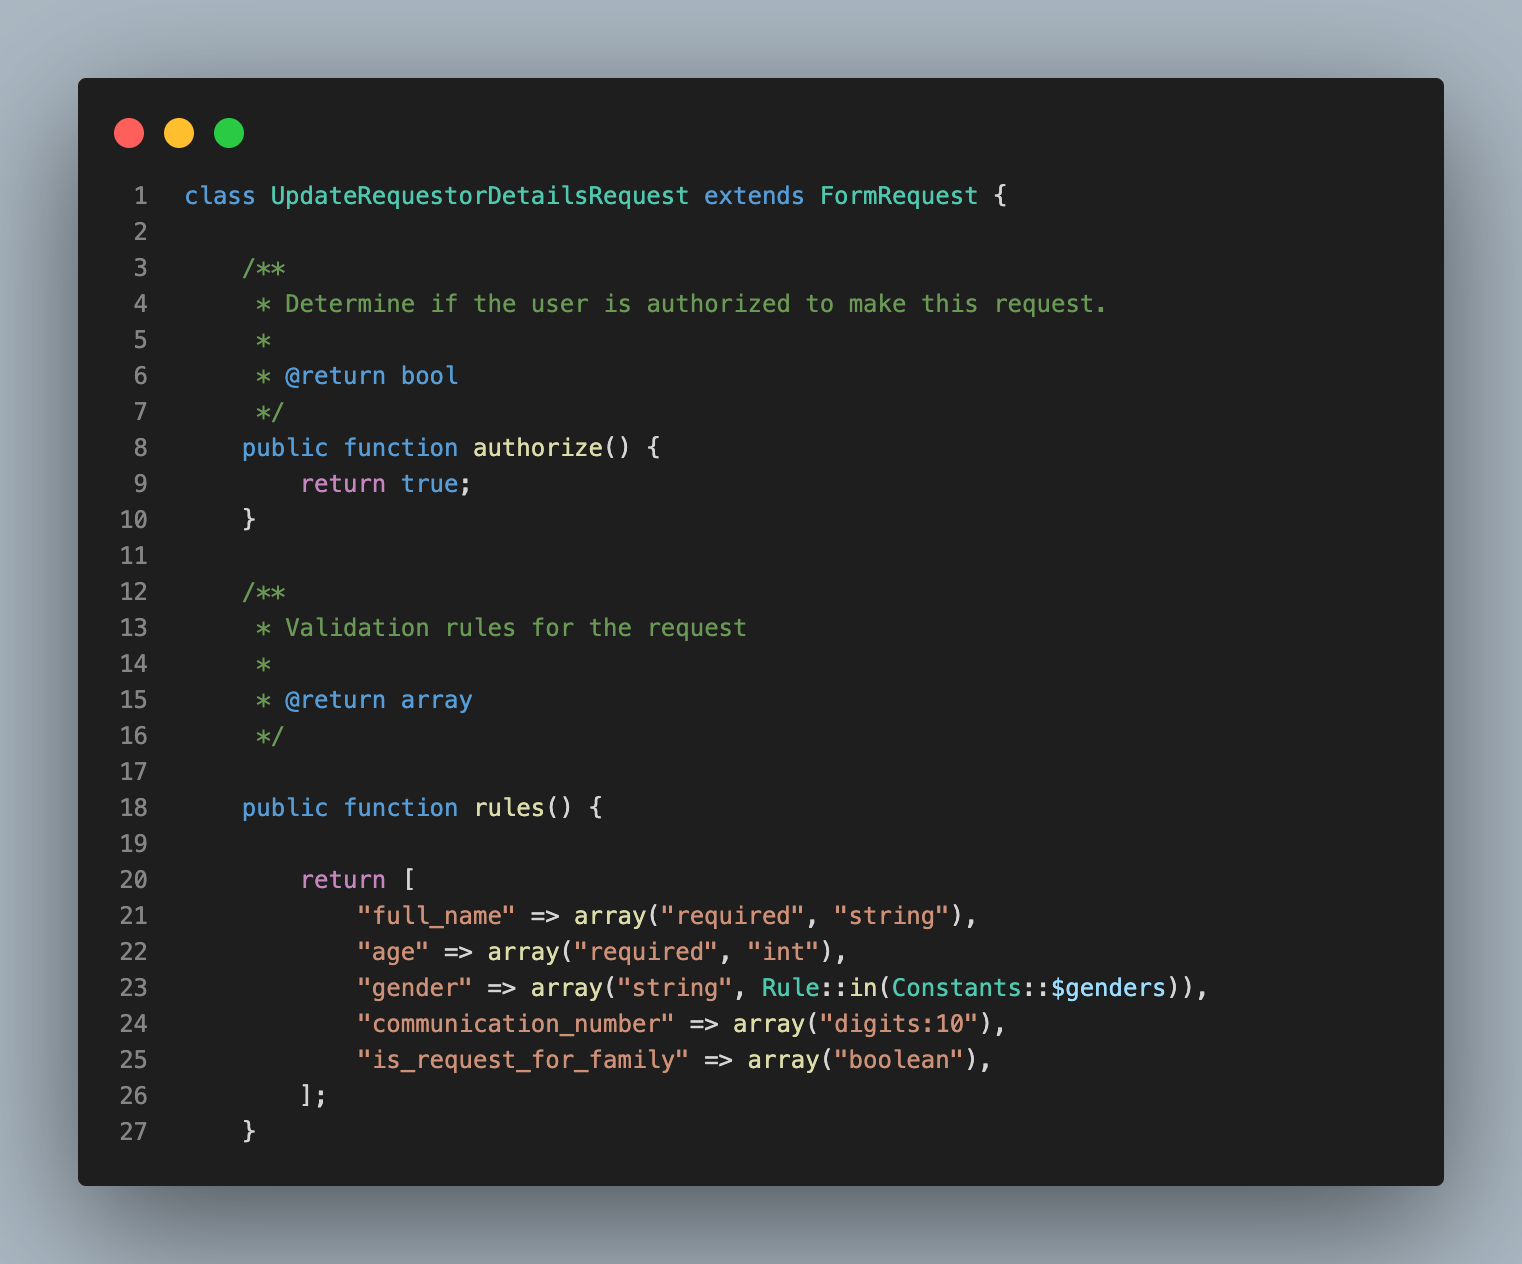 1 class UpdateRequestorDetailsRequest extends FormRequest {
2
3     /**
4      * Determine if the user is authorized to make this request.
5      *
6      * @return bool
7      */
8     public function authorize() {
9         return true;
10     }
11
12     /**
13      * Validation rules for the request
14      *
15      * @return array
16      */
17
18     public function rules() {
19
20         return [
21             "full_name" => array("required", "string"),
22             "age" => array("required", "int"),
23             "gender" => array("string", Rule::in(Constants::$genders)),
24             "communication_number" => array("digits:10"),
25             "is_request_for_family" => array("boolean"),
26         ];
27     }